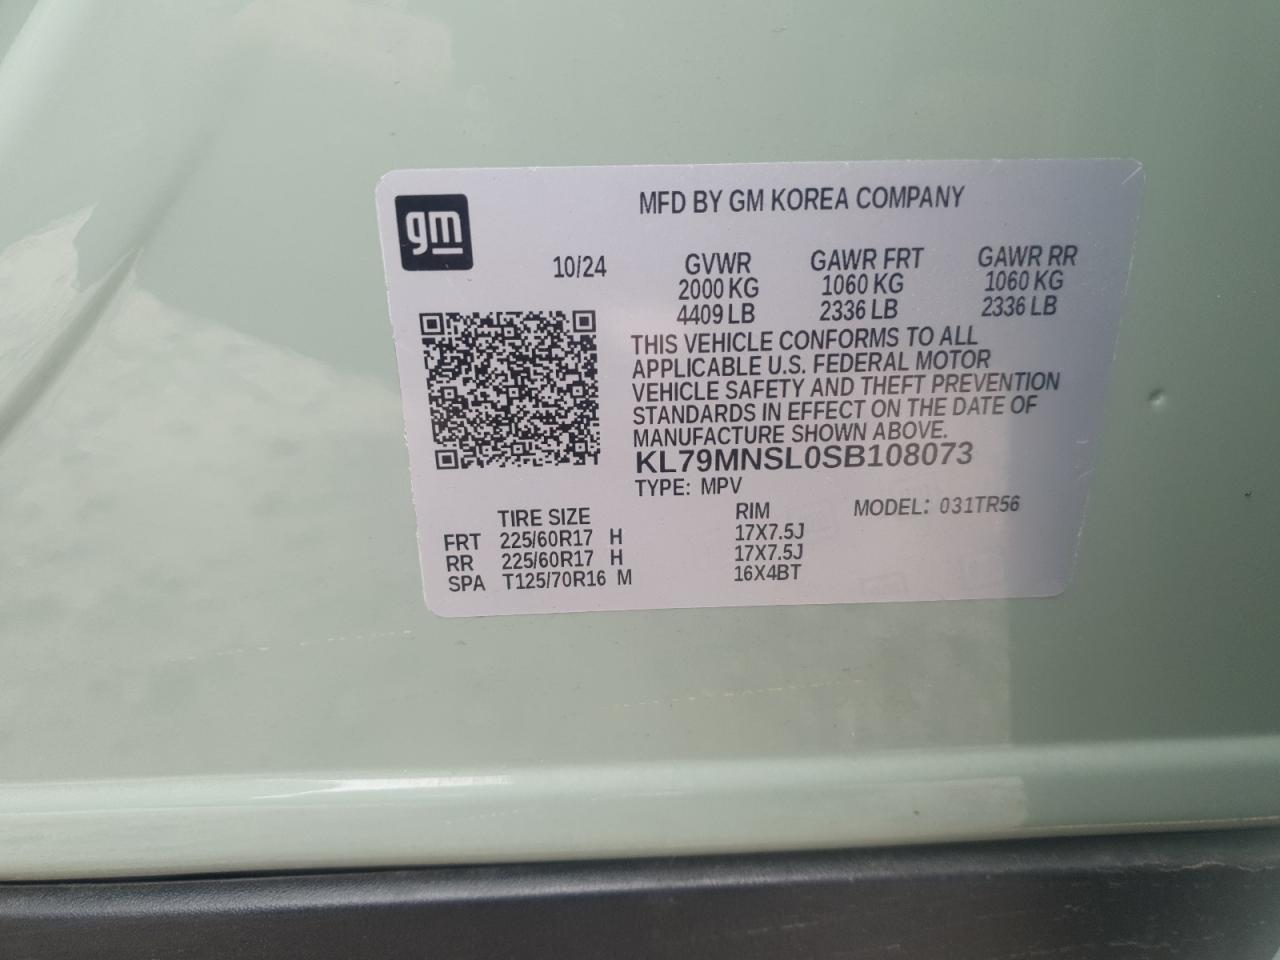 gm
MFD BY GM KOREA COMPANY
10/24
GVWR GAWR FRT GAWR RR
2000 KG 1060 KG 1060 KG
4409 LB 2336 LB 2336 LB
THIS VEHICLE CONFORMS TO ALL
APPLICABLE U.S. FEDERAL MOTOR
VEHICLE SAFETY AND THEFT PREVENTION
STANDARDS IN EFFECT ON THE DATE OF
MANUFACTURE SHOWN ABOVE.
KL79MNSL0SB108073
TYPE: MPV
MODEL: 031TR56
TIRE SIZE RIM
FRT 225/60R17 H 17X7.5J
RR 225/60R17 H 17X7.5J
SPA T125/70R16 M 16X4BT